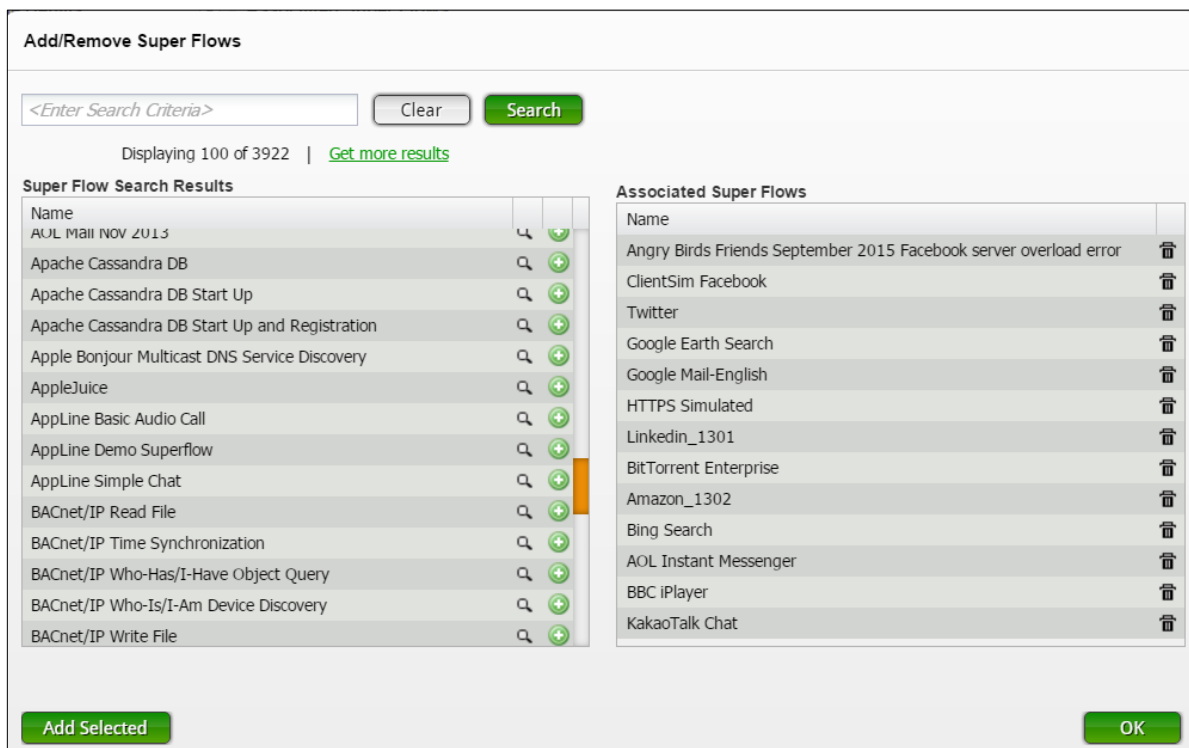 Add/Remove Super Flows
<Enter Search Criteria>
Clear
Search
Displaying 100 of 3922 | Get more results
Super Flow Search Results
Name
AOL Mail Nov 2013
Apache Cassandra DB
Apache Cassandra DB Start Up
Apache Cassandra DB Start Up and Registration
Apple Bonjour Multicast DNS Service Discovery
AppleJuice
AppLine Basic Audio Call
AppLine Demo Superflow
AppLine Simple Chat
BACnet/IP Read File
BACnet/IP Time Synchronization
BACnet/IP Who-Has/I-Have Object Query
BACnet/IP Who-Is/I-Am Device Discovery
BACnet/IP Write File
Associated Super Flows
Name
Angry Birds Friends September 2015 Facebook server overload error
ClientSim Facebook
Twitter
Google Earth Search
Google Mail-English
HTTPS Simulated
Linkedin_1301
BitTorrent Enterprise
Amazon_1302
Bing Search
AOL Instant Messenger
BBC iPlayer
KakaoTalk Chat
Add Selected
OK